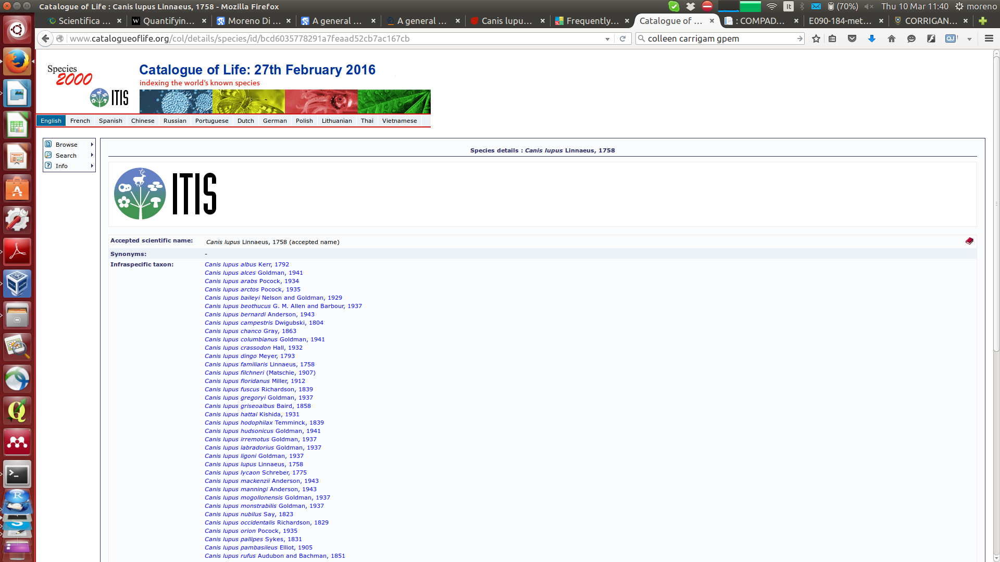 Catalogue of Life : Canis lupus Linnaeus, 1758 - Mozilla Firefox
It (70%) Thu 10 Mar 11:40 moreno
Scientifica ... Quantifyin... Moreno Di ... A general ... A general ... Canis lupu... Frequently... Catalogue of ... : COMPAD... E090-184-met... CORRIGAN...
www.catalogueoflife.org/col/details/species/id/bcd6035778291a7feaad52cb7ac167cb colleen carrigam gpem
Species 2000
ITIS
Catalogue of Life: 27th February 2016
indexing the world's known species
English French Spanish Chinese Russian Portuguese Dutch German Polish Lithuanian Thai Vietnamese
Browse
Search
Info
Species details : Canis lupus Linnaeus, 1758
ITIS
Accepted scientific name: Canis lupus Linnaeus, 1758 (accepted name)
Synonyms: -
Infraspecific taxon: Canis lupus albus Kerr, 1792
Canis lupus alces Goldman, 1941
Canis lupus arabs Pocock, 1934
Canis lupus arctos Pocock, 1935
Canis lupus baileyi Nelson and Goldman, 1929
Canis lupus beothucus G. M. Allen and Barbour, 1937
Canis lupus bernardi Anderson, 1943
Canis lupus campestris Dwigubski, 1804
Canis lupus chanco Gray, 1863
Canis lupus columbianus Goldman, 1941
Canis lupus crassodon Hall, 1932
Canis lupus dingo Meyer, 1793
Canis lupus familiaris Linnaeus, 1758
Canis lupus filchneri (Matschie, 1907)
Canis lupus floridanus Miller, 1912
Canis lupus fuscus Richardson, 1839
Canis lupus gregoryi Goldman, 1937
Canis lupus griseoalbus Baird, 1858
Canis lupus hattai Kishida, 1931
Canis lupus hodophilax Temminck, 1839
Canis lupus hudsonicus Goldman, 1941
Canis lupus irremotus Goldman, 1937
Canis lupus labradorius Goldman, 1937
Canis lupus ligoni Goldman, 1937
Canis lupus lupus Linnaeus, 1758
Canis lupus lycaon Schreber, 1775
Canis lupus mackenzii Anderson, 1943
Canis lupus manningi Anderson, 1943
Canis lupus mogollonensis Goldman, 1937
Canis lupus monstrabilis Goldman, 1937
Canis lupus nubilus Say, 1823
Canis lupus occidentalis Richardson, 1829
Canis lupus orion Pocock, 1935
Canis lupus pallipes Sykes, 1831
Canis lupus pambasileus Elliot, 1905
Canis lupus rufus Audubon and Bachman, 1851